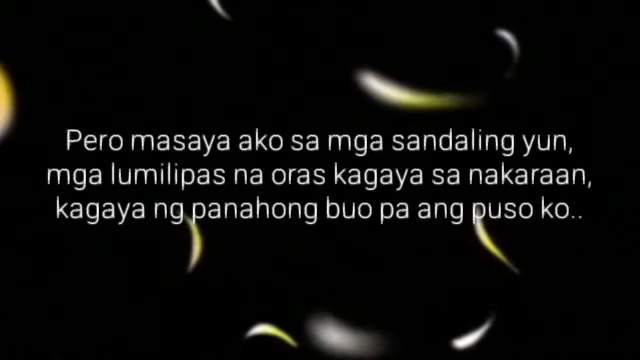 Pero masaya ako sa mga sandaling yun,
mga lumilipas na oras kagaya sa nakaraan,
kagaya ng panahong buo pa ang puso ko..